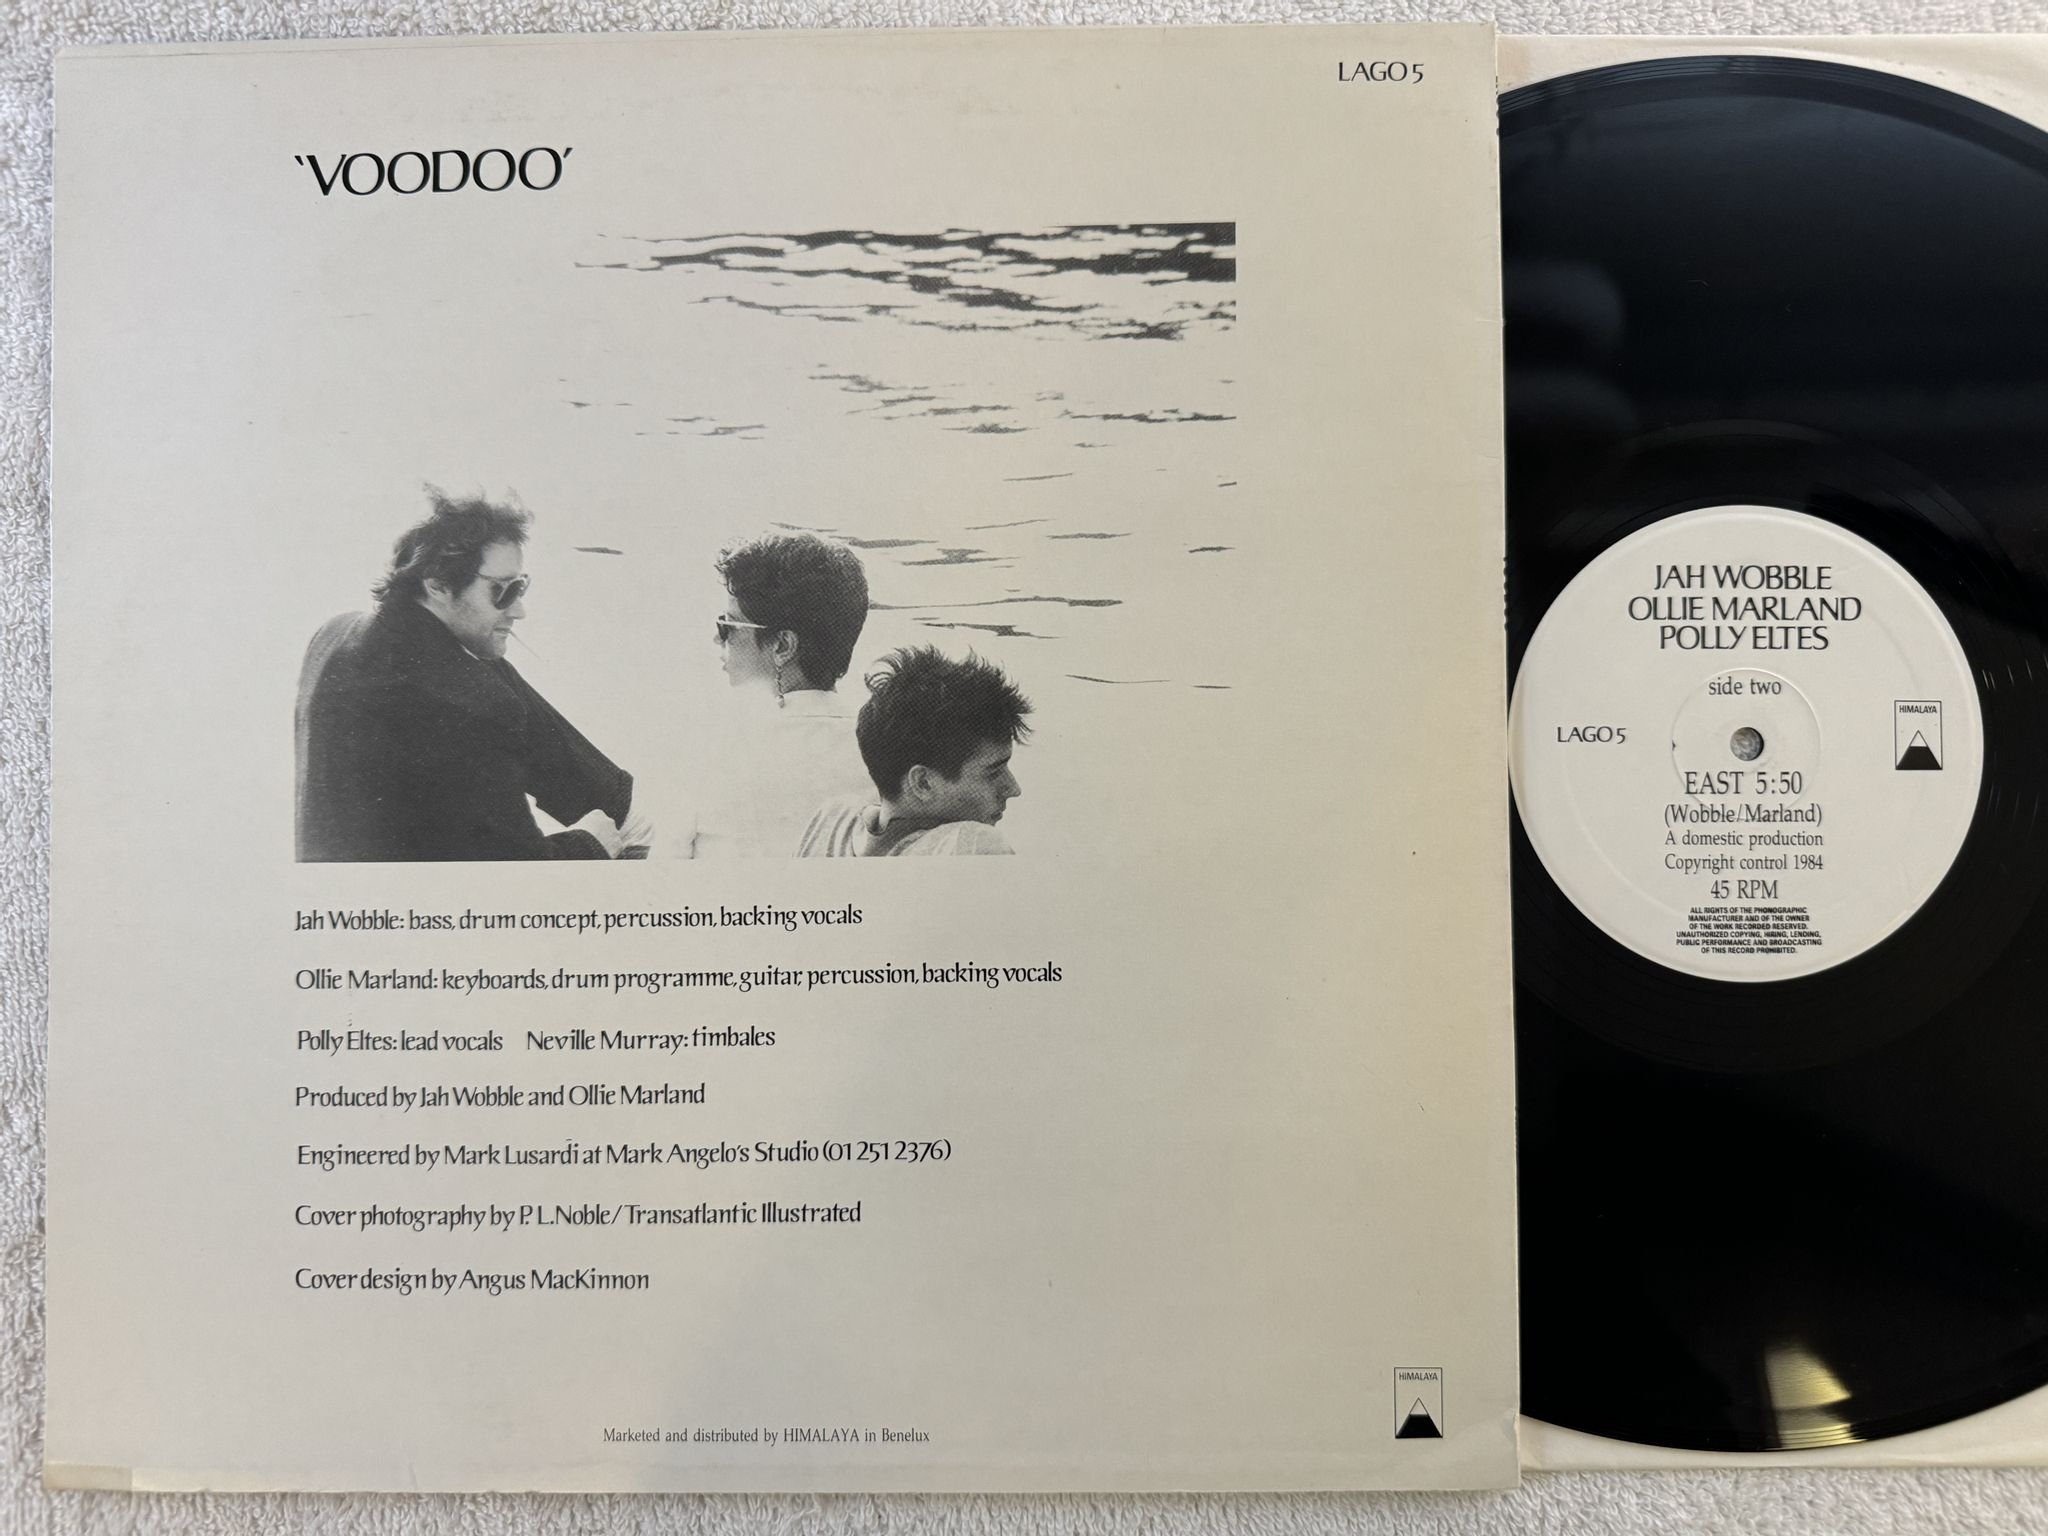 LAGO 5
'VOODOO'
Jah Wobble: bass, drum concept, percussion, backing vocals
Ollie Marland: keyboards, drum programme, guitar, percussion, backing vocals
Polly Eltes: lead vocals Neville Murray: timbales
Produced by Jah Wobble and Ollie Marland
Engineered by Mark Lusardi at Mark Angelo's Studio (01 251 2376)
Cover photography by P. L. Noble/Transatlantic Illustrated
Cover design by Angus MacKinnon
HIMALAYA
Marketed and distributed by HIMALAYA in Benelux
JAH WOBBLE
OLLIE MARLAND
POLLY ELTES
side two
LAGO 5
HIMALAYA
EAST 5:50
(Wobble/Marland)
A domestic production
Copyright control 1984
45 RPM
ALL RIGHTS OF THE PHONOGRAPHIC
MANUFACTURER AND OF THE OWNER
OF THE WORK RECORDED RESERVED.
UNAUTHORIZED COPYING, HIRING, LENDING,
PUBLIC PERFORMANCE AND BROADCASTING
OF THIS RECORD PROHIBITED.